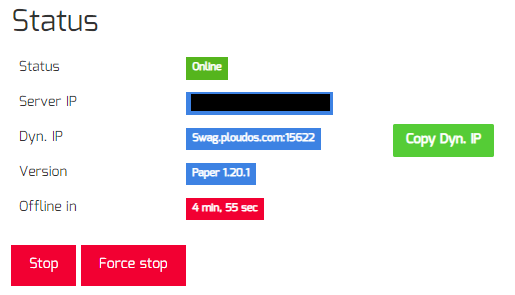 Status
Status Online
Server IP
Dyn. IP Swag.ploudos.com:15622 Copy Dyn. IP
Version Paper 1.20.1
Offline in 4 min, 55 sec
Stop Force stop